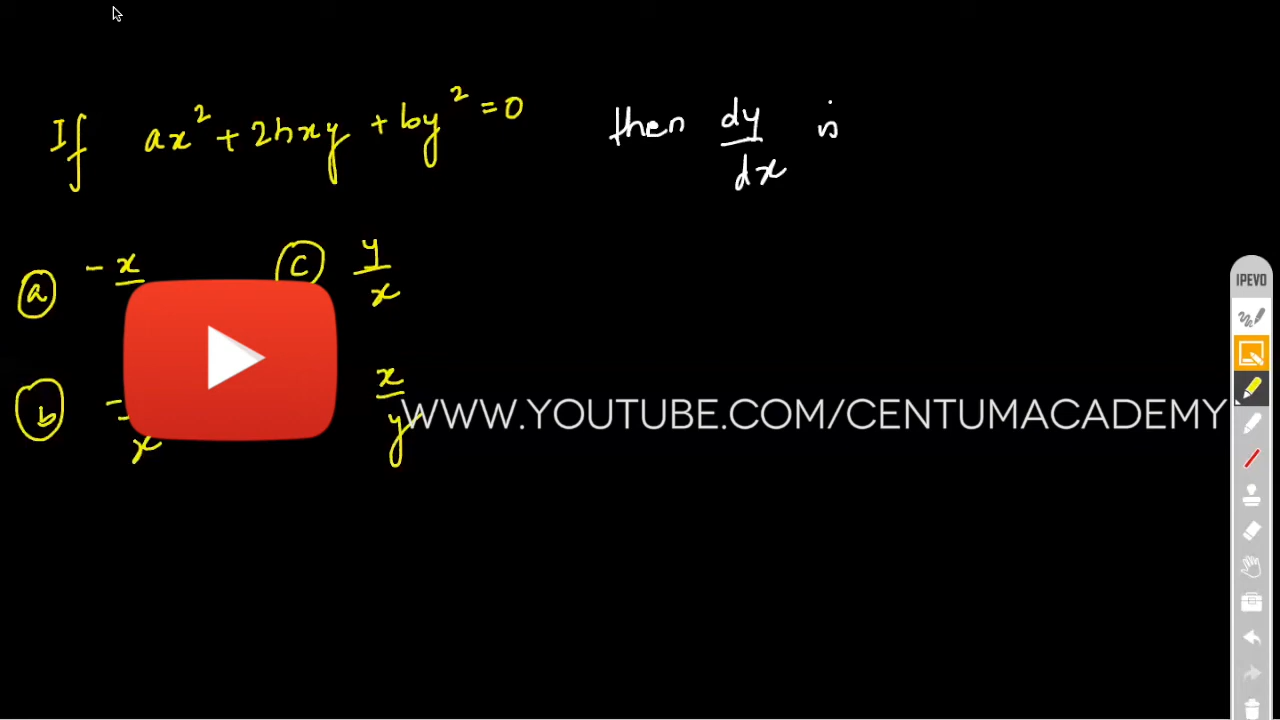 If ax² + 2hxy + by² = 0 then dy/dx is
a - x
c y/x
b -
x
x/y
WWW.YOUTUBE.COM/CENTUMACADEMY
IPEVO